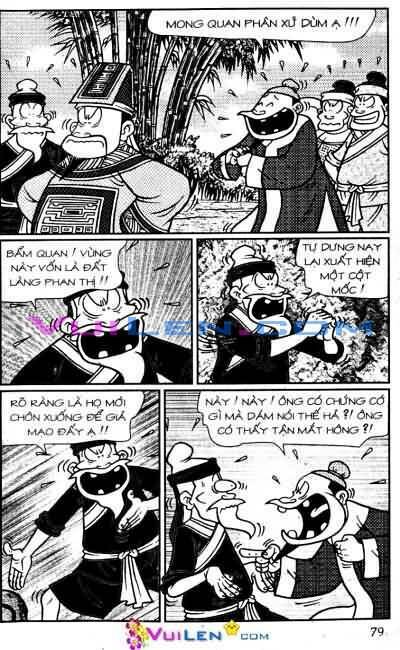 MONG QUAN PHÂN XỬ DÙM Ạ !!!
BẨM QUAN ! VÙNG
NÀY VỐN LÀ ĐẤT
LÀNG PHAN THỊ !
TỰ DƯNG NAY
LẠI XUẤT HIỆN
MỘT CỘT
MỐC !
VUILEN.COM
RÕ RÀNG LÀ HỌ MỚI
CHÔN XUỐNG ĐỂ GIẢ
MẠO ĐẤY Ạ !!
NÀY ! NÀY ! ÔNG CÓ CHỨNG CỚ
GÌ MÀ DÁM NÓI THẾ HẢ ?! ÔNG
CÓ THẤY TẬN MẮT HÔNG ?!
79
VUILEN.COM